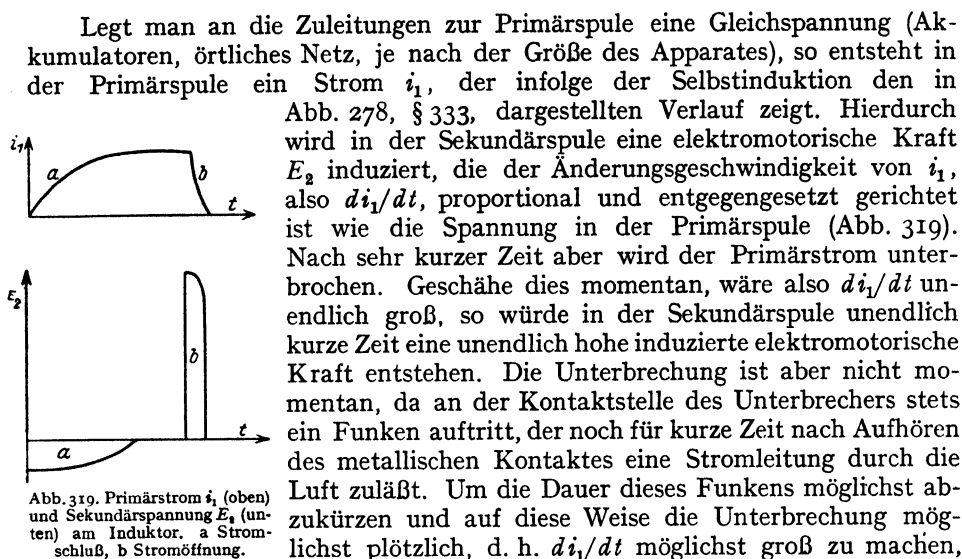 Legt man an die Zuleitungen zur Primärspule eine Gleichspannung (Ak-
kumulatoren, örtliches Netz, je nach der Größe des Apparates), so entsteht in
der Primärspule ein Strom i₁, der infolge der Selbstinduktion den in
Abb. 278, § 333, dargestellten Verlauf zeigt. Hierdurch
wird in der Sekundärspule eine elektromotorische Kraft
E₂ induziert, die der Änderungsgeschwindigkeit von i₁,
also di₁/dt, proportional und entgegengesetzt gerichtet
ist wie die Spannung in der Primärspule (Abb. 319).
Nach sehr kurzer Zeit aber wird der Primärstrom unter-
brochen. Geschähe dies momentan, wäre also di₁/dt un-
endlich groß, so würde in der Sekundärspule unendlich
kurze Zeit eine unendlich hohe induzierte elektromotorische
Kraft entstehen. Die Unterbrechung ist aber nicht mo-
mentan, da an der Kontaktstelle des Unterbrechers stets
ein Funken auftritt, der noch für kurze Zeit nach Aufhören
des metallischen Kontaktes eine Stromleitung durch die
Luft zuläßt. Um die Dauer dieses Funkens möglichst ab-
zukürzen und auf diese Weise die Unterbrechung mög-
lichst plötzlich, d. h. di₁/dt möglichst groß zu machen,
i₁
a
b
t
E₂
b
t
a
Abb. 319. Primärstrom i₁ (oben)
und Sekundärspannung E₂ (un-
ten) am Induktor. a Strom-
schluß, b Stromöffnung.